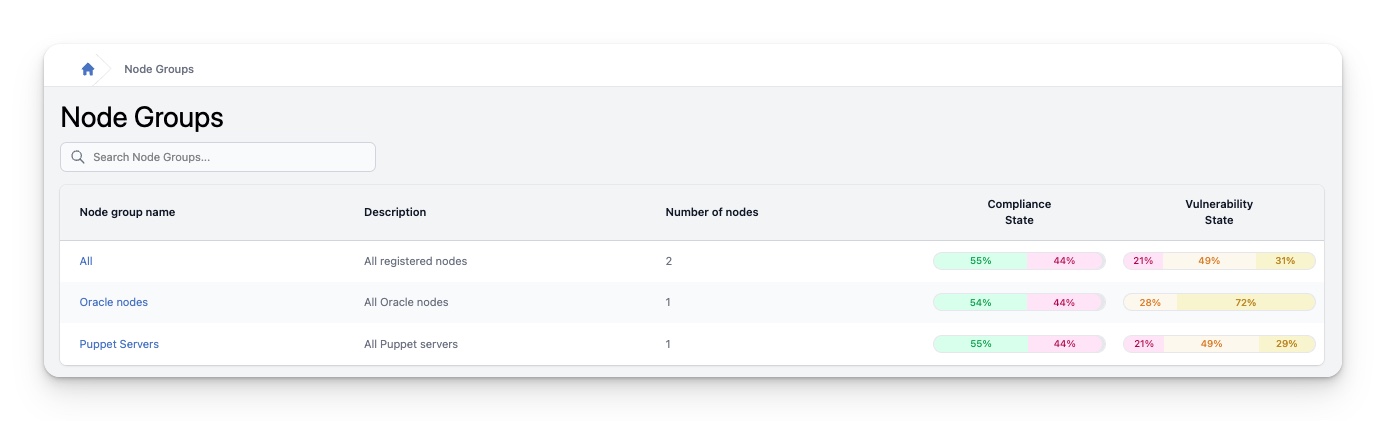 Node Groups
Node Groups
Search Node Groups...
Node group name Description Number of nodes Compliance State Vulnerability State
All All registered nodes 2 55% 44% 21% 49% 31%
Oracle nodes All Oracle nodes 1 54% 44% 28% 72%
Puppet Servers All Puppet servers 1 55% 44% 21% 49% 29%